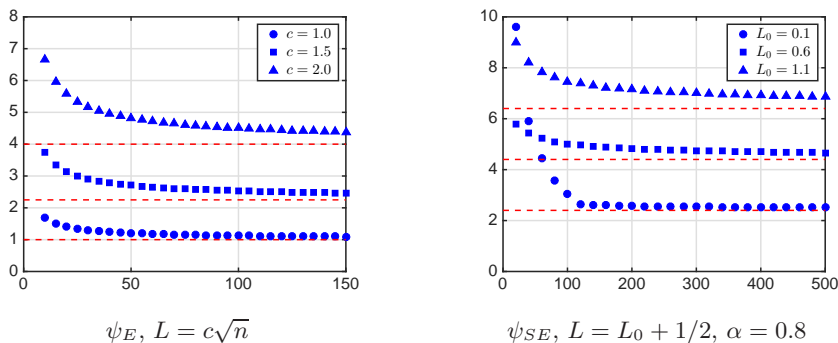 8
7
6
5
4
3
2
1
0
0 50 100 150
c = 1.0
c = 1.5
c = 2.0
ψ_E, L = c√n
10
8
6
4
2
0
0 100 200 300 400 500
L_0 = 0.1
L_0 = 0.6
L_0 = 1.1
ψ_{SE}, L = L_0 + 1/2, α = 0.8